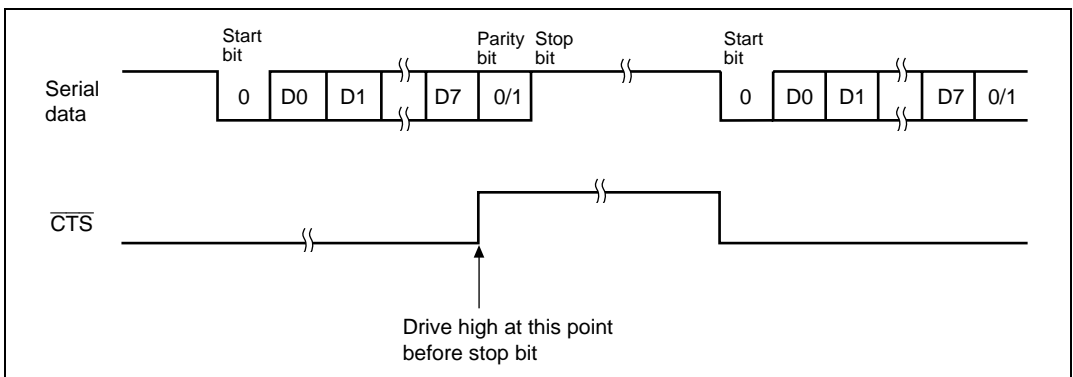 Start bit
Parity bit
Stop bit
Start bit
Serial data
0 D0 D1 D7 0/1 0 D0 D1 D7 0/1
CTS
Drive high at this point
before stop bit